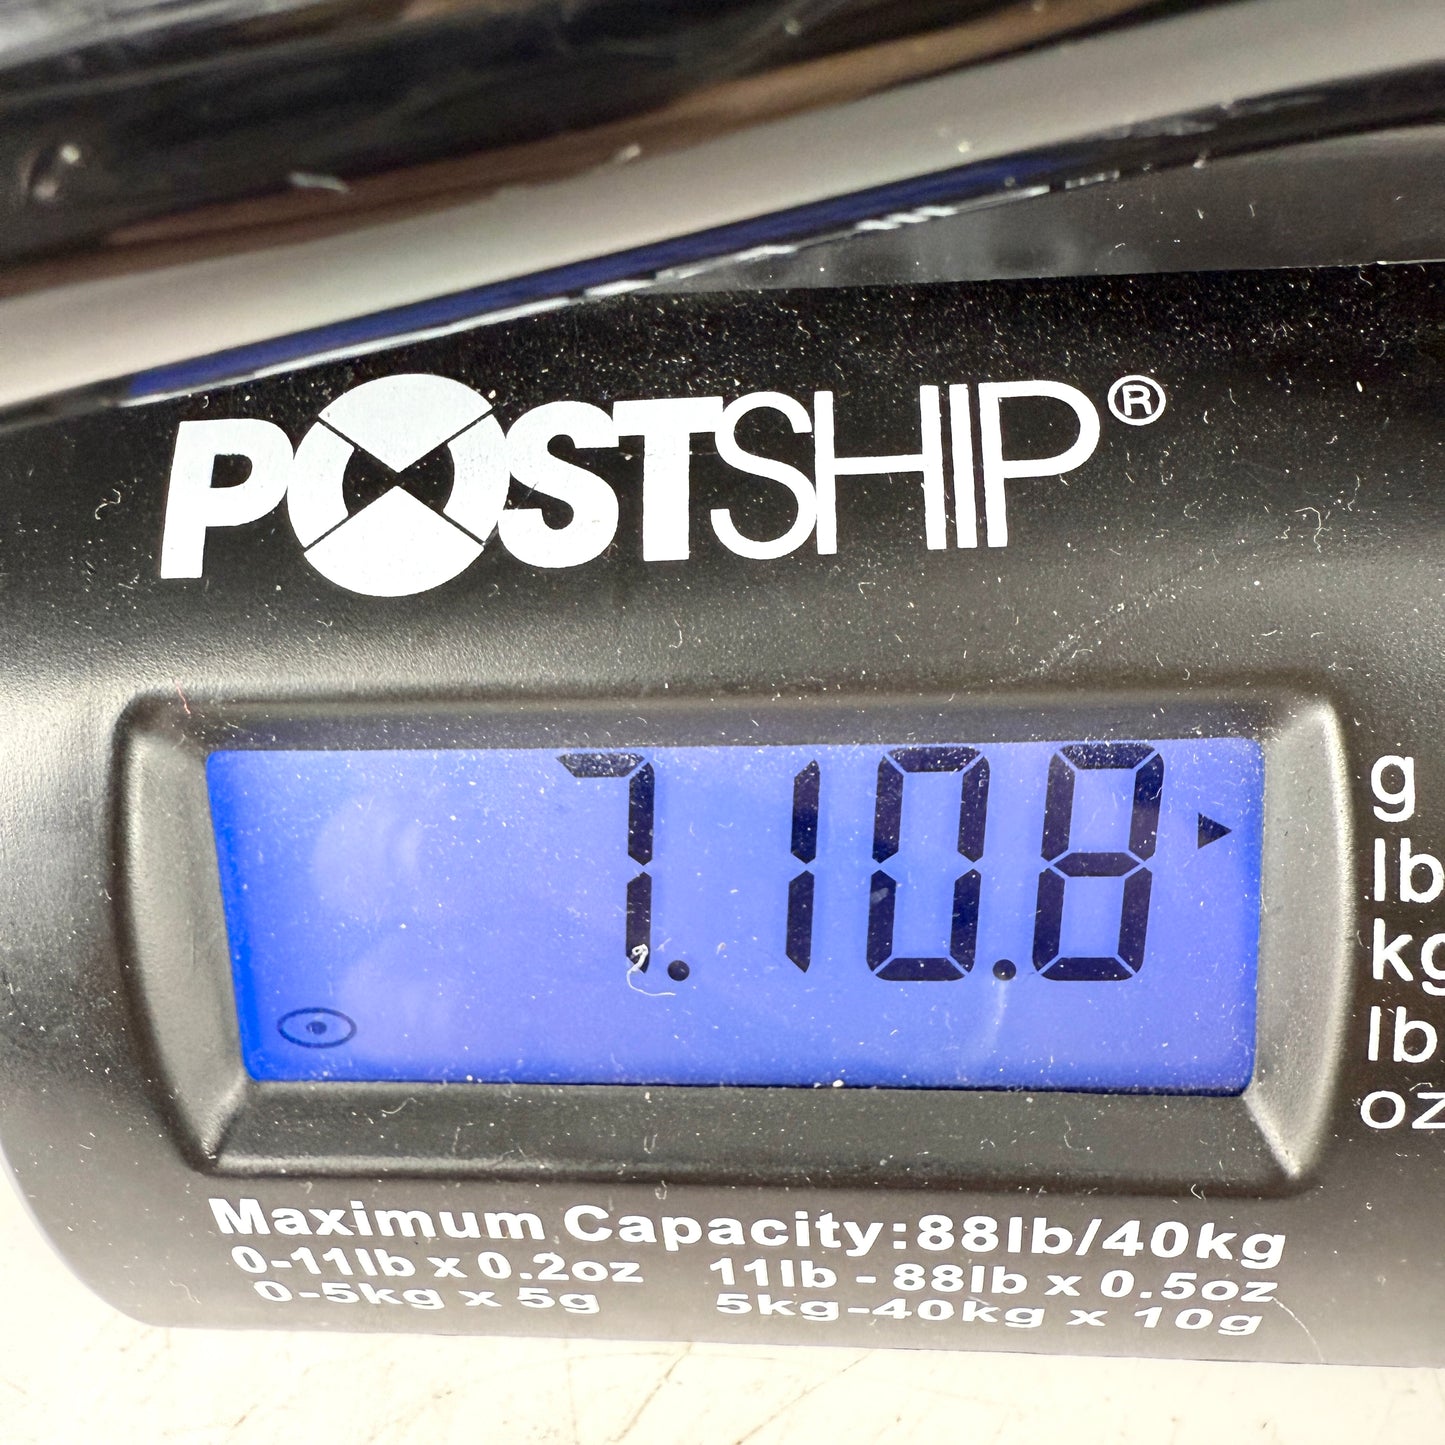 POSTSHIP®
7.10.8
g
lb
kg
lb
oz
Maximum Capacity:88lb/40kg
0-11lb x 0.2oz 11lb - 88lb x 0.5oz
0-5kg x 5g 5kg-40kg x 10g